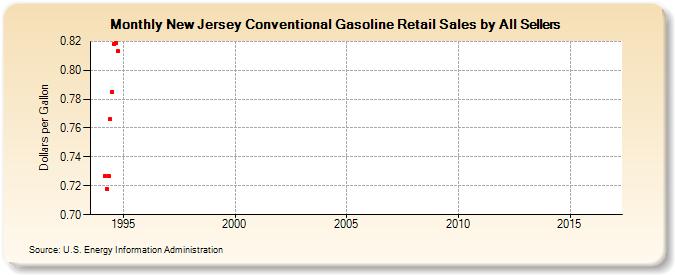 Monthly New Jersey Conventional Gasoline Retail Sales by All Sellers
Dollars per Gallon
0.82
0.80
0.78
0.76
0.74
0.72
0.70
1995 2000 2005 2010 2015
Source: U.S. Energy Information Administration